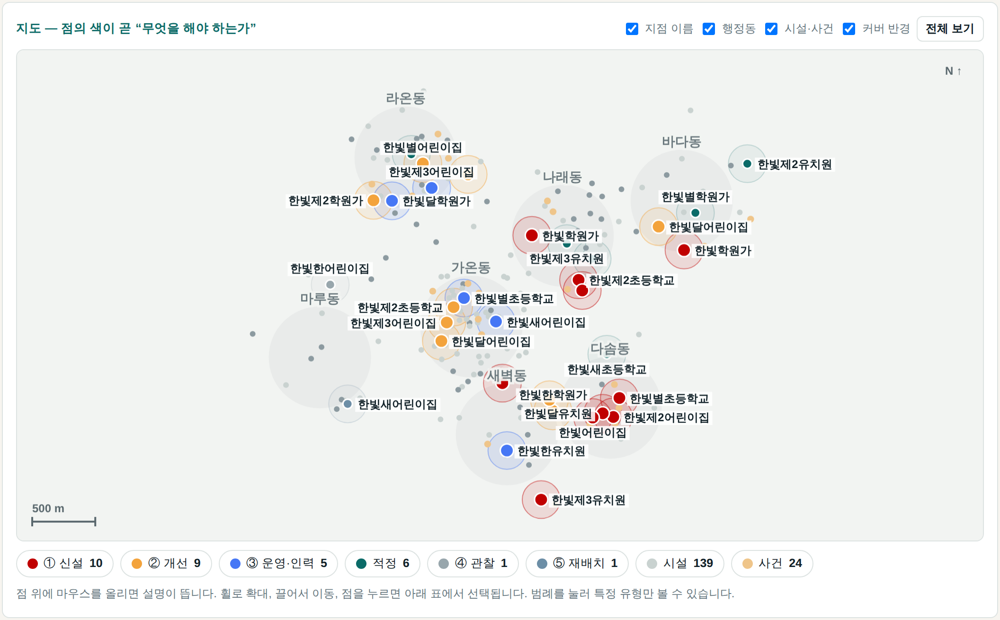 지도 — 점의 색이 곧 “무엇을 해야 하는가”
지점 이름
행정동
시설·사건
커버 반경
전체 보기
N ↑
라온동
한빛별어린이집
한빛제3어린이집
한빛제2학원가
한빛달학원가
바다동
한빛제2유치원
한빛별학원가
한빛달어린이집
한빛학원가
나래동
한빛학원가
한빛제3유치원
한빛제2초등학교
한빛한어린이집
마루동
가온동
한빛별초등학교
한빛제2초등학교
한빛제3어린이집
한빛새어린이집
한빛달어린이집
다솜동
한빛새초등학교
새벽동
한빛한학원가
한빛별초등학교
한빛새어린이집
한빛달유치원
한빛제2어린이집
한빛어린이집
한빛한유치원
한빛제3유치원
500 m
① 신설 10
② 개선 9
③ 운영·인력 5
적정 6
④ 관찰 1
⑤ 재배치 1
시설 139
사건 24
점 위에 마우스를 올리면 설명이 뜹니다. 휠로 확대, 끌어서 이동, 점을 누르면 아래 표에서 선택됩니다. 범례를 눌러 특정 유형만 볼 수 있습니다.